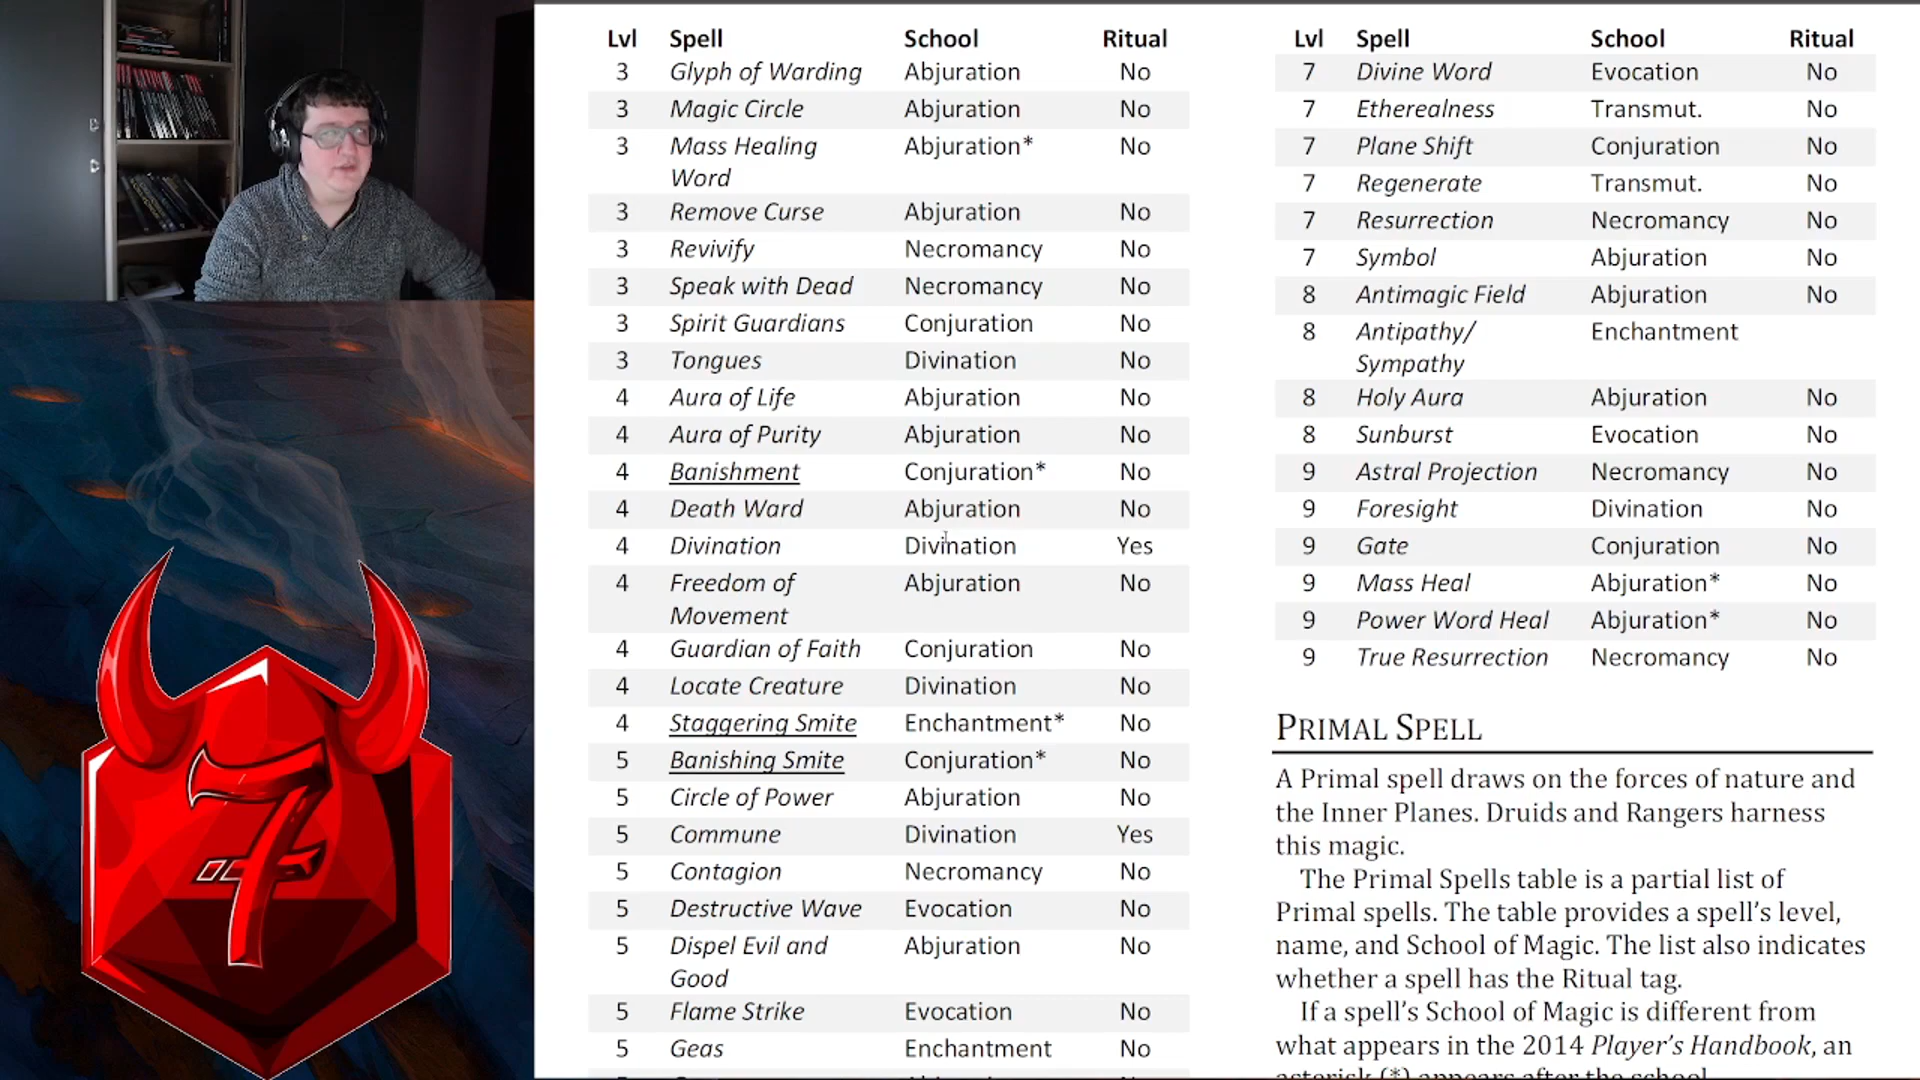 Lvl Spell School Ritual
3 Glyph of Warding Abjuration No
3 Magic Circle Abjuration No
3 Mass Healing Abjuration* No
Word
3 Remove Curse Abjuration No
3 Revivify Necromancy No
3 Speak with Dead Necromancy No
3 Spirit Guardians Conjuration No
3 Tongues Divination No
4 Aura of Life Abjuration No
4 Aura of Purity Abjuration No
4 Banishment Conjuration* No
4 Death Ward Abjuration No
4 Divination Divination Yes
4 Freedom of Abjuration No
Movement
4 Guardian of Faith Conjuration No
4 Locate Creature Divination No
4 Staggering Smite Enchantment* No
5 Banishing Smite Conjuration* No
5 Circle of Power Abjuration No
5 Commune Divination Yes
5 Contagion Necromancy No
5 Destructive Wave Evocation No
5 Dispel Evil and Abjuration No
Good
5 Flame Strike Evocation No
5 Geas Enchantment No
Lvl Spell School Ritual
7 Divine Word Evocation No
7 Etherealness Transmut. No
7 Plane Shift Conjuration No
7 Regenerate Transmut. No
7 Resurrection Necromancy No
7 Symbol Abjuration No
8 Antimagic Field Abjuration No
8 Antipathy/ Enchantment
Sympathy
8 Holy Aura Abjuration No
8 Sunburst Evocation No
9 Astral Projection Necromancy No
9 Foresight Divination No
9 Gate Conjuration No
9 Mass Heal Abjuration* No
9 Power Word Heal Abjuration* No
9 True Resurrection Necromancy No
PRIMAL SPELL
A Primal spell draws on the forces of nature and
the Inner Planes. Druids and Rangers harness
this magic.
The Primal Spells table is a partial list of
Primal spells. The table provides a spell's level,
name, and School of Magic. The list also indicates
whether a spell has the Ritual tag.
If a spell's School of Magic is different from
what appears in the 2014 Player's Handbook, an
asterisk (*) appears after the school
7